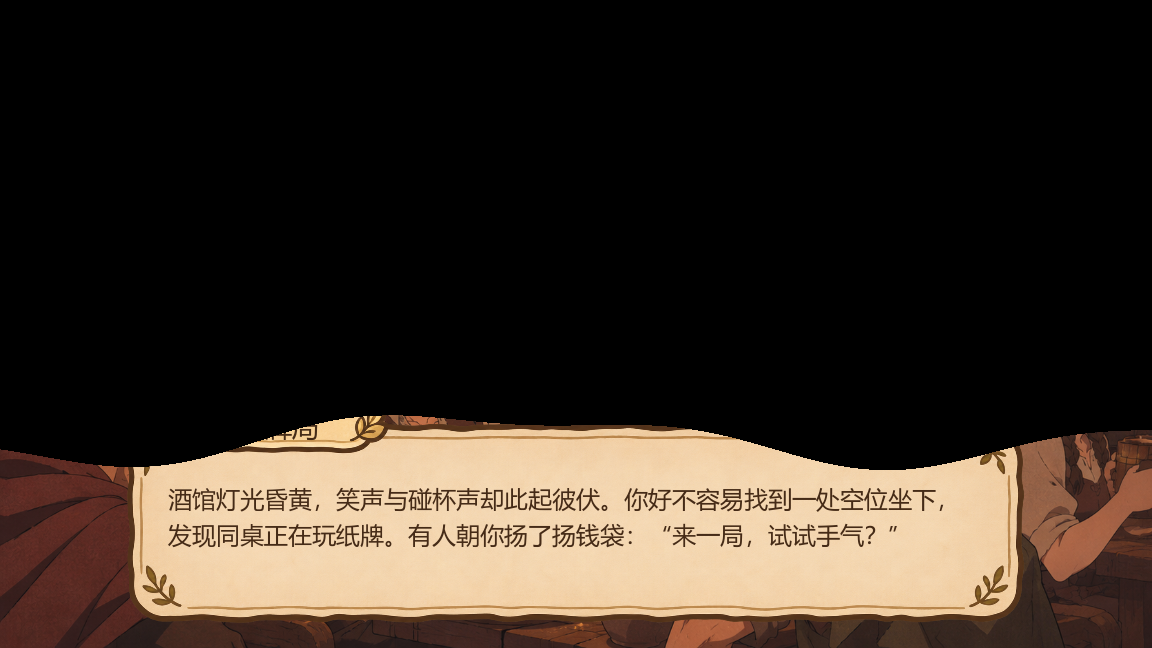 局
酒馆灯光昏黄，笑声与碰杯声却此起彼伏。你好不容易找到一处空位坐下，
发现同桌正在玩纸牌。有人朝你扬了扬钱袋：“来一局，试试手气？”